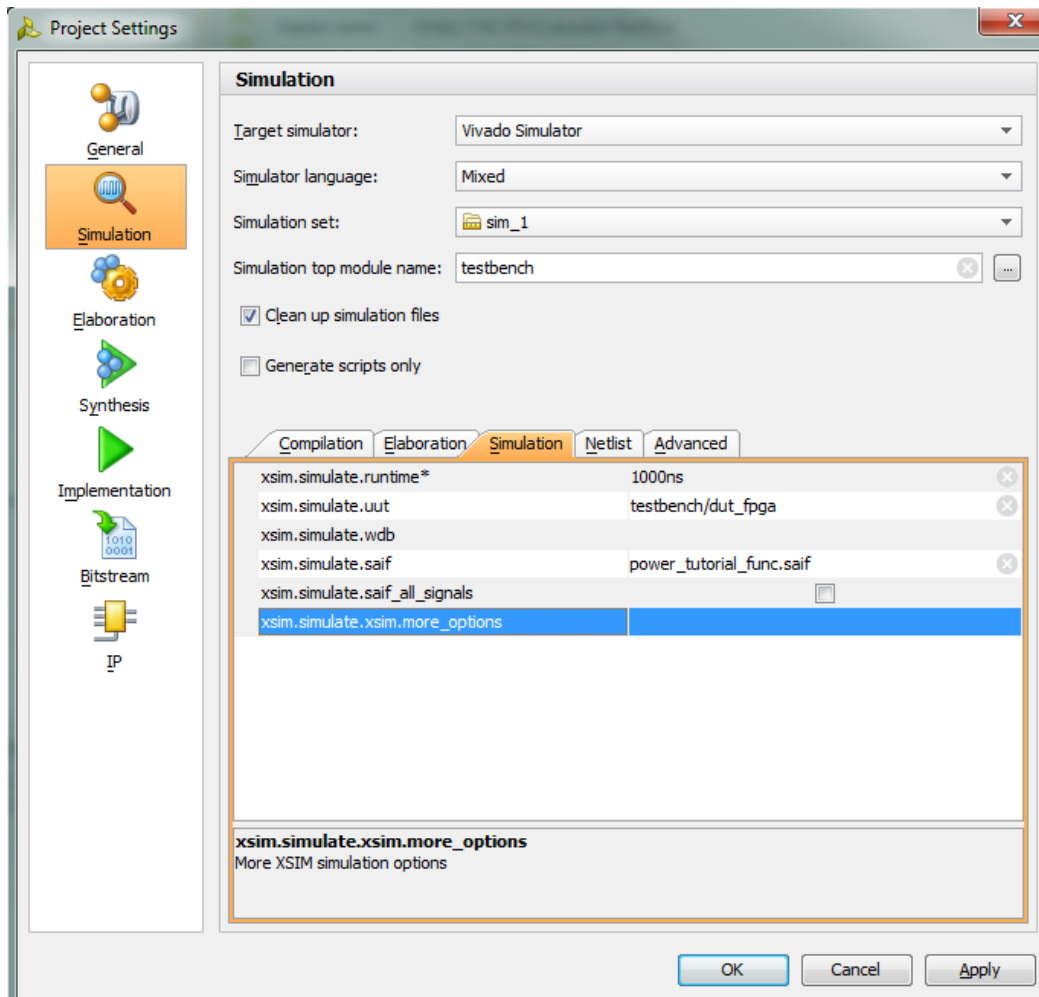 Project Settings
General
Simulation
Elaboration
Synthesis
Implementation
1010
0001
Bitstream
IP
Simulation
Target simulator: Vivado Simulator
Simulator language: Mixed
Simulation set: sim_1
Simulation top module name: testbench ...
Clean up simulation files
Generate scripts only
Compilation Elaboration Simulation Netlist Advanced
xsim.simulate.runtime* 1000ns
xsim.simulate.uut testbench/dut_fpga
xsim.simulate.wdb
xsim.simulate.saif power_tutorial_func.saif
xsim.simulate.saif_all_signals
xsim.simulate.xsim.more_options
xsim.simulate.xsim.more_options
More XSIM simulation options
OK Cancel Apply